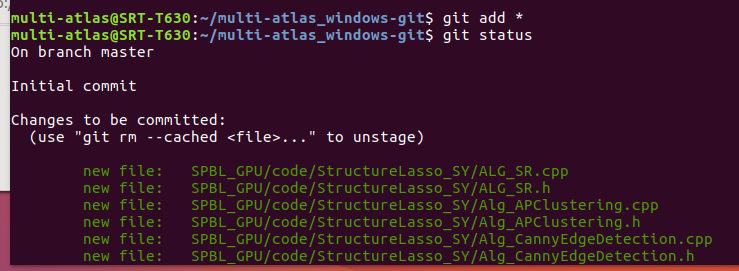 multi-atlas@SRT-T630:~/multi-atlas_windows-git$ git add *
multi-atlas@SRT-T630:~/multi-atlas_windows-git$ git status
On branch master
Initial commit
Changes to be committed:
  (use "git rm --cached <file>..." to unstage)
        new file:   SPBL_GPU/code/StructureLasso_SY/ALG_SR.cpp
        new file:   SPBL_GPU/code/StructureLasso_SY/ALG_SR.h
        new file:   SPBL_GPU/code/StructureLasso_SY/Alg_APClustering.cpp
        new file:   SPBL_GPU/code/StructureLasso_SY/Alg_APClustering.h
        new file:   SPBL_GPU/code/StructureLasso_SY/Alg_CannyEdgeDetection.cpp
        new file:   SPBL_GPU/code/StructureLasso_SY/Alg_CannyEdgeDetection.h